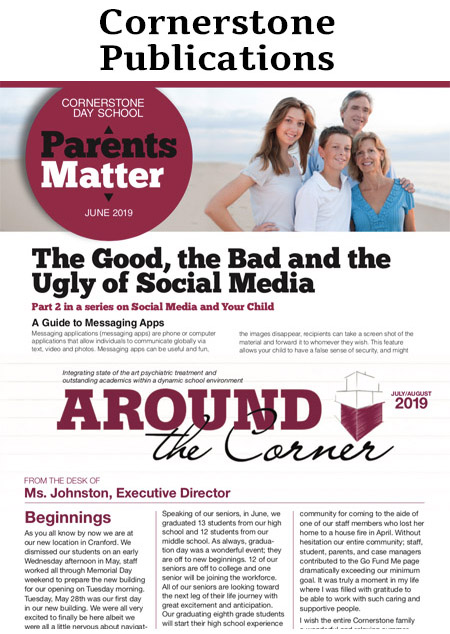 Cornerstone
Publications
CORNERSTONE
DAY SCHOOL
Parents
Matter
JUNE 2019
The Good, the Bad and the
Ugly of Social Media
Part 2 in a series on Social Media and Your Child
A Guide to Messaging Apps
Messaging applications (messaging apps) are phone or computer
applications that allow individuals to communicate globally via
text, video and photos. Messaging apps can be useful and fun,
the images disappear, recipients can take a screen shot of the
material and forward it to whomever they wish. This feature
allows your child to have a false sense of security, and might
Integrating state of the art psychiatric treatment and
outstanding academics within a dynamic school environment
AROUND
the Corner
JULY/AUGUST
2019
FROM THE DESK OF
Ms. Johnston, Executive Director
Beginnings
As you all know by now we are at
our new location in Cranford. We
dismissed our students on an early
Wednesday afternoon in May, staff
worked all through Memorial Day
weekend to prepare the new building
for our opening on Tuesday morning.
Tuesday, May 28th was our first day
in our new building. We were all very
excited to finally be here albeit we
were all a little nervous about navigat-
Speaking of our seniors, in June, we
graduated 13 students from our high
school and 12 students from our
middle school. As always, gradua-
tion day was a wonderful event; they
are off to new beginnings. 12 of our
seniors are off to college and one
senior will be joining the workforce.
All of our seniors are looking toward
the next leg of their life journey with
great excitement and anticipation.
Our graduating eighth grade students
will start their high school experience
community for coming to the aide of
one of our staff members who lost her
home to a house fire in April. Without
hesitation our entire community; staff,
student, parents, and case managers
contributed to the Go Fund Me page
dramatically exceeding our minimum
goal. It was truly a moment in my life
where I was filled with gratitude to
be able to work with such caring and
supportive people.
I wish the entire Cornerstone family
a wonderful and relaxing summer